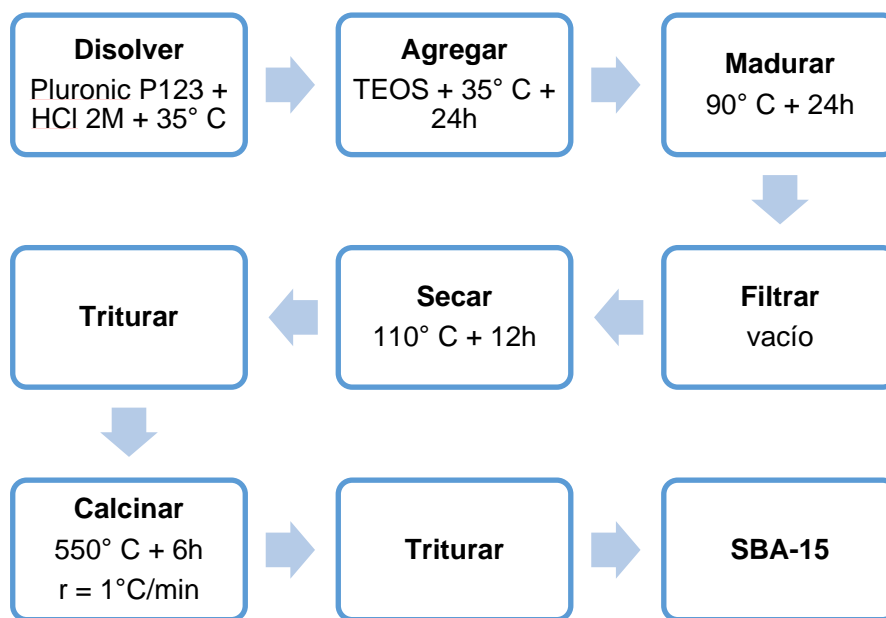 Disolver
Pluronic P123 +
HCl 2M + 35° C
Agregar
TEOS + 35° C +
24h
Madurar
90° C + 24h
Filtrar
vacío
Secar
110° C + 12h
Triturar
Calcinar
550° C + 6h
r = 1°C/min
Triturar
SBA-15